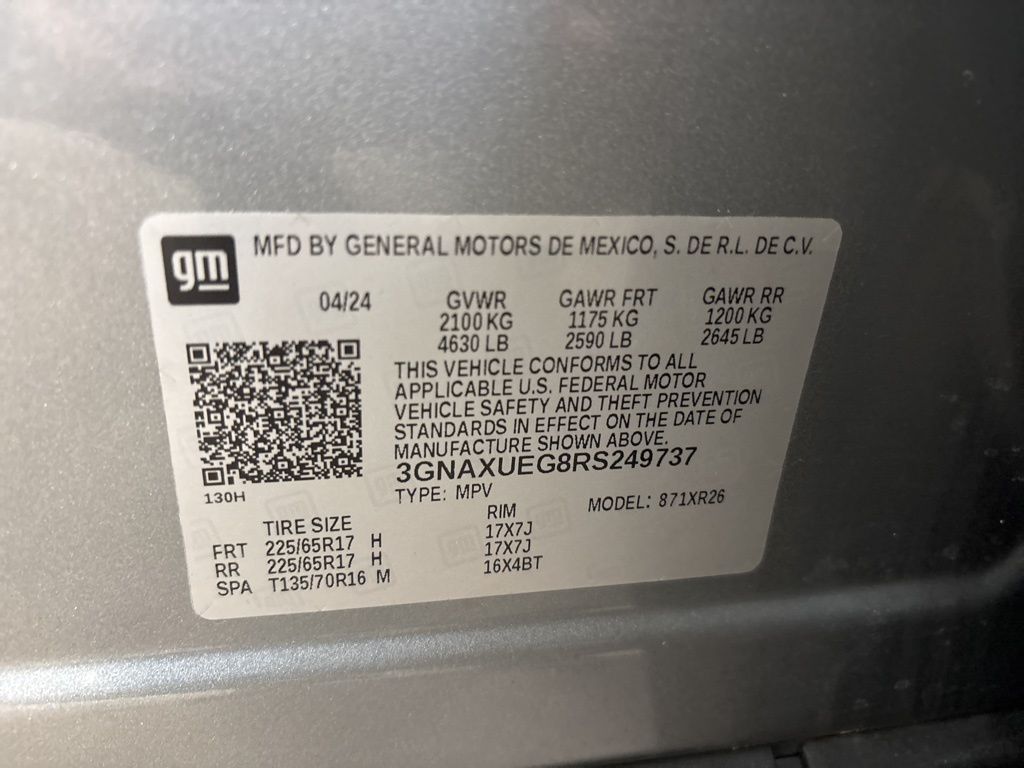 gm
MFD BY GENERAL MOTORS DE MEXICO, S. DE R.L. DE C.V.
04/24 GVWR GAWR FRT GAWR RR
2100 KG 1175 KG 1200 KG
4630 LB 2590 LB 2645 LB
THIS VEHICLE CONFORMS TO ALL
APPLICABLE U.S. FEDERAL MOTOR
VEHICLE SAFETY AND THEFT PREVENTION
STANDARDS IN EFFECT ON THE DATE OF
MANUFACTURE SHOWN ABOVE.
3GNAXUEG8RS249737
130H
TYPE: MPV MODEL: 871XR26
TIRE SIZE RIM
FRT 225/65R17 H 17X7J
RR 225/65R17 H 17X7J
SPA T135/70R16 M 16X4BT